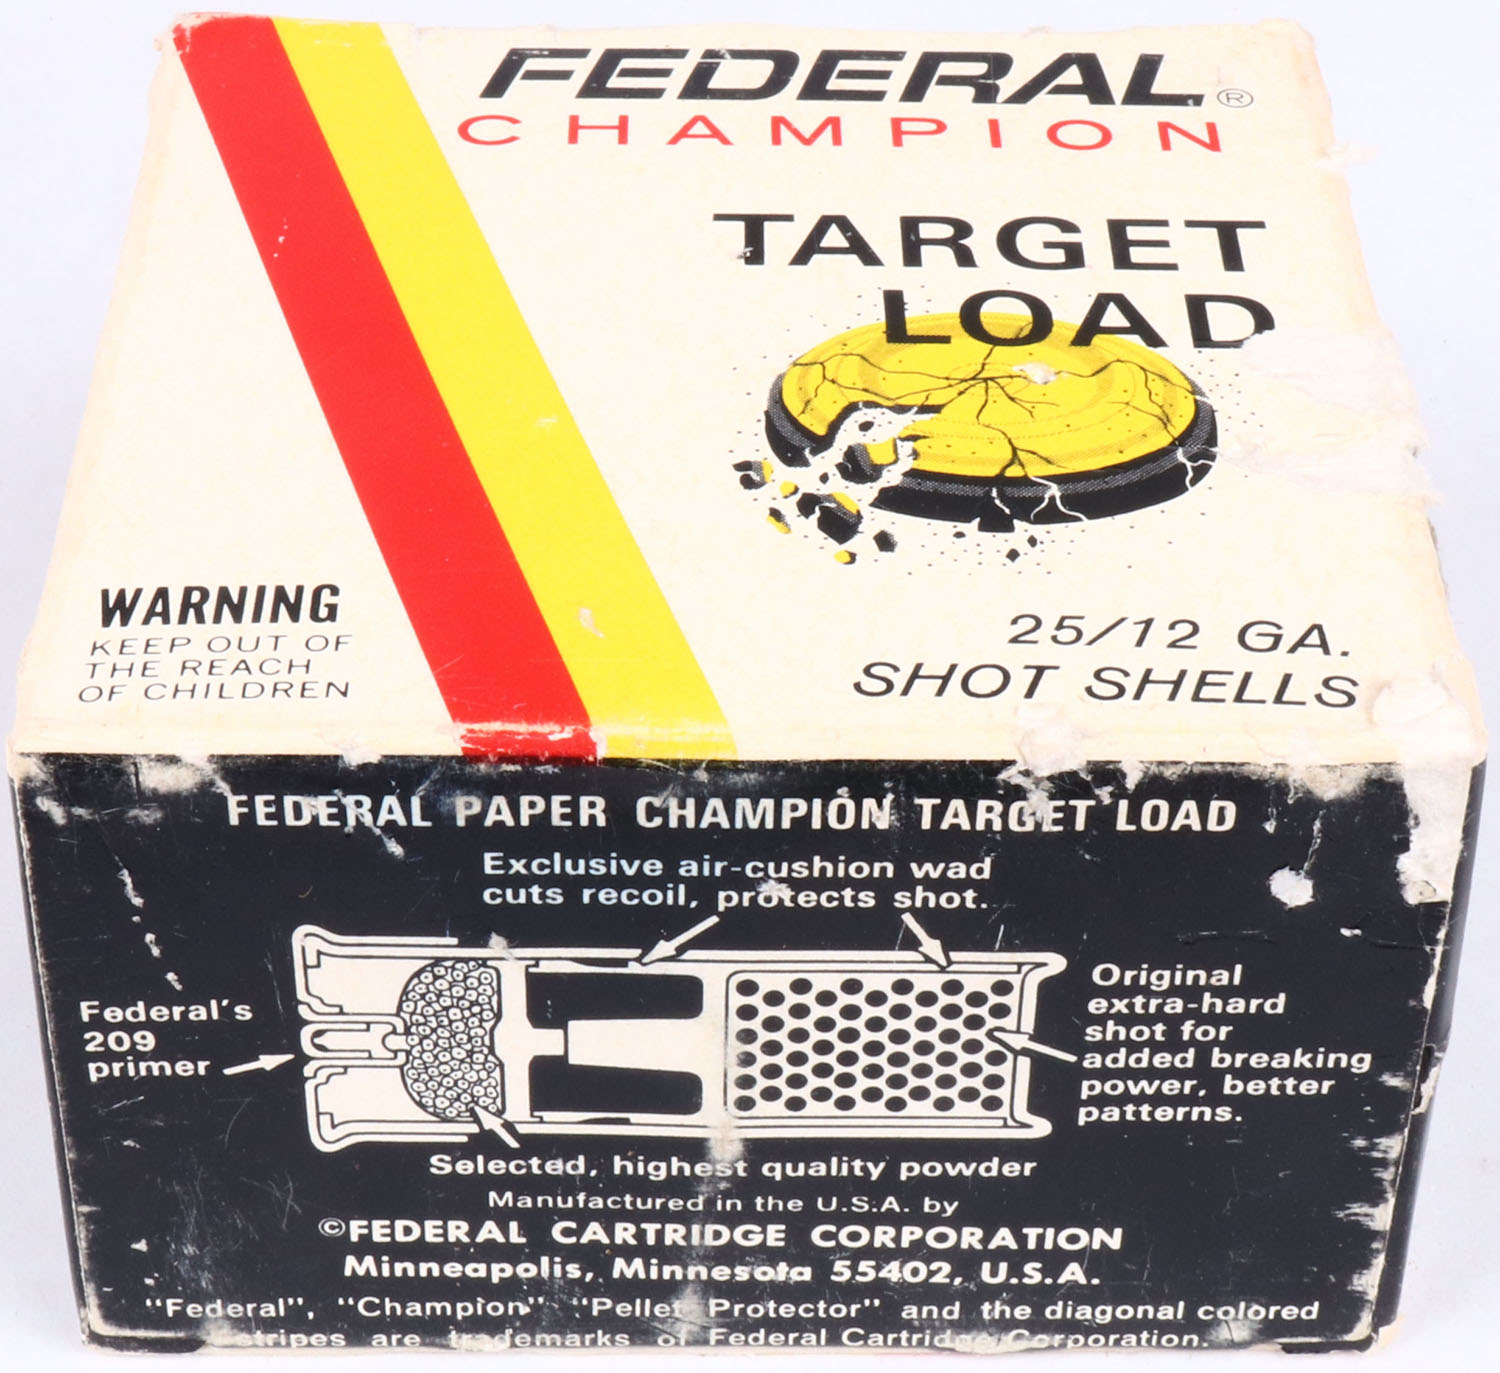 FEDERAL®
CHAMPION
TARGET
LOAD
25/12 GA.
SHOT SHELLS
WARNING
KEEP OUT OF
THE REACH
OF CHILDREN
FEDERAL PAPER CHAMPION TARGET LOAD
Exclusive air-cushion wad
cuts recoil, protects shot.
Federal's
209
primer
Original
extra-hard
shot for
added breaking
power, better
patterns.
Selected, highest quality powder
Manufactured in the U.S.A. by
©FEDERAL CARTRIDGE CORPORATION
Minneapolis, Minnesota 55402, U.S.A.
"Federal", "Champion" "Pellet Protector" and the diagonal colored
stripes are trademarks of Federal Cartridge Corporation.